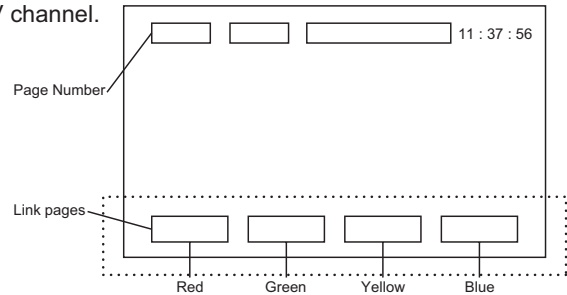 channel.
11 : 37 : 56
Page Number
Link pages
Red Green Yellow Blue